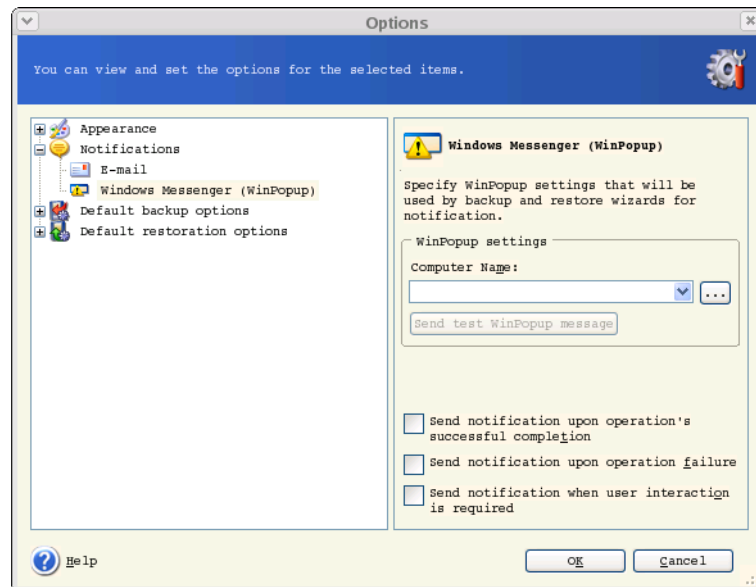 Options
You can view and set the options for the selected items.
Appearance
Notifications
E-mail
Windows Messenger (WinPopup)
Default backup options
Default restoration options
Windows Messenger (WinPopup)
Specify WinPopup settings that will be
used by backup and restore wizards for
notification.
WinPopup settings
Computer Name:
...
Send test WinPopup message
Send notification upon operation's
successful completion
Send notification upon operation failure
Send notification when user interaction
is required
Help
OK
Cancel